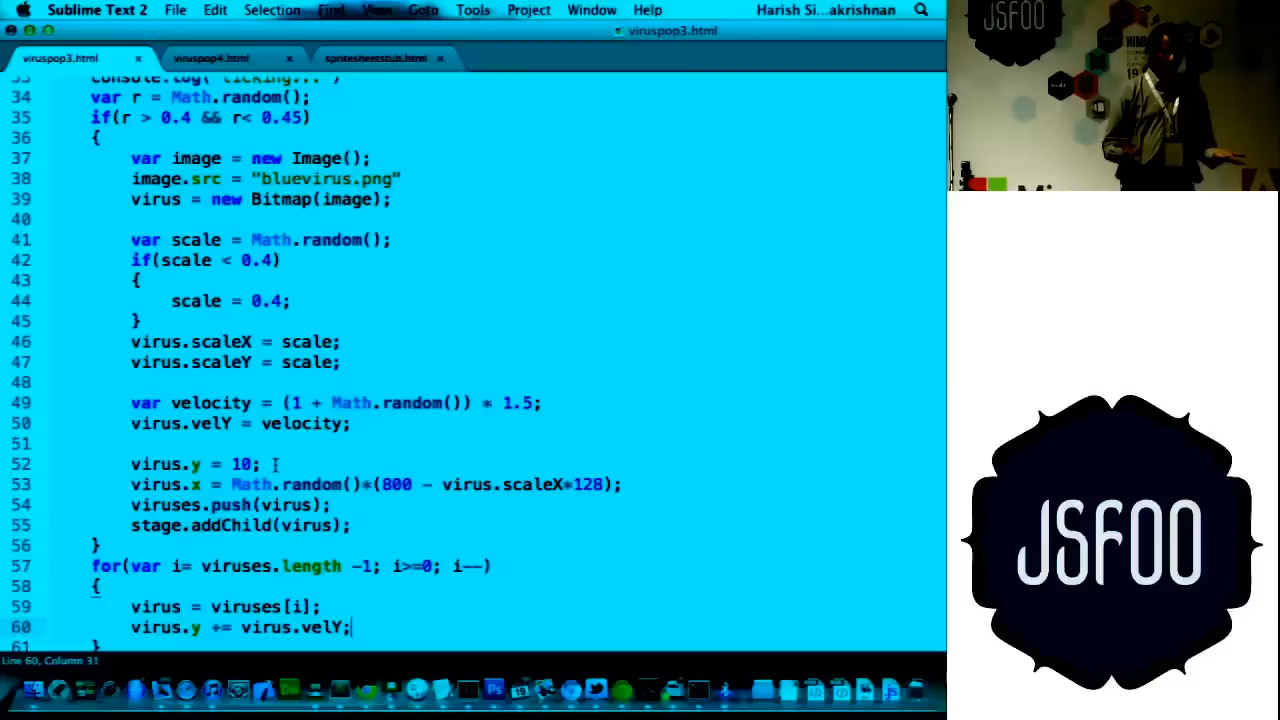 Sublime Text 2 File Edit Selection Find View Goto Tools Project Window Help Harish Si...akrishnan
viruspop3.html
viruspop3.html × viruspop4.html × spritesheetstub.html ×
33 console.log("ticking...")
34 var r = Math.random();
35 if(r > 0.4 && r< 0.45)
36 {
37 var image = new Image();
38 image.src = "bluevirus.png"
39 virus = new Bitmap(image);
40
41 var scale = Math.random();
42 if(scale < 0.4)
43 {
44 scale = 0.4;
45 }
46 virus.scaleX = scale;
47 virus.scaleY = scale;
48
49 var velocity = (1 + Math.random()) * 1.5;
50 virus.velY = velocity;
51
52 virus.y = 10;
53 virus.x = Math.random()*(800 - virus.scaleX*128);
54 viruses.push(virus);
55 stage.addChild(virus);
56 }
57 for(var i= viruses.length -1; i>=0; i--)
58 {
59 virus = viruses[i];
60 virus.y += virus.velY;
61 }
Line 60, Column 31
JSFOO
JSFOO